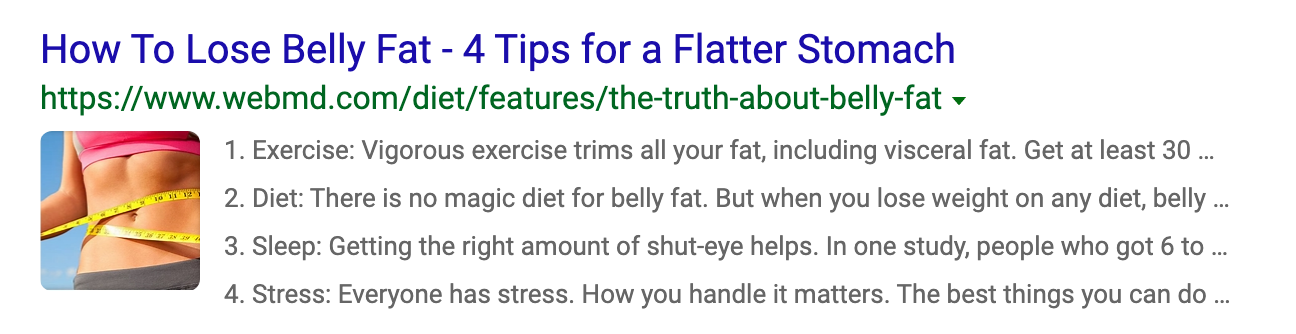 How To Lose Belly Fat - 4 Tips for a Flatter Stomach
https://www.webmd.com/diet/features/the-truth-about-belly-fat
1. Exercise: Vigorous exercise trims all your fat, including visceral fat. Get at least 30 ...
2. Diet: There is no magic diet for belly fat. But when you lose weight on any diet, belly ...
3. Sleep: Getting the right amount of shut-eye helps. In one study, people who got 6 to ...
4. Stress: Everyone has stress. How you handle it matters. The best things you can do ...